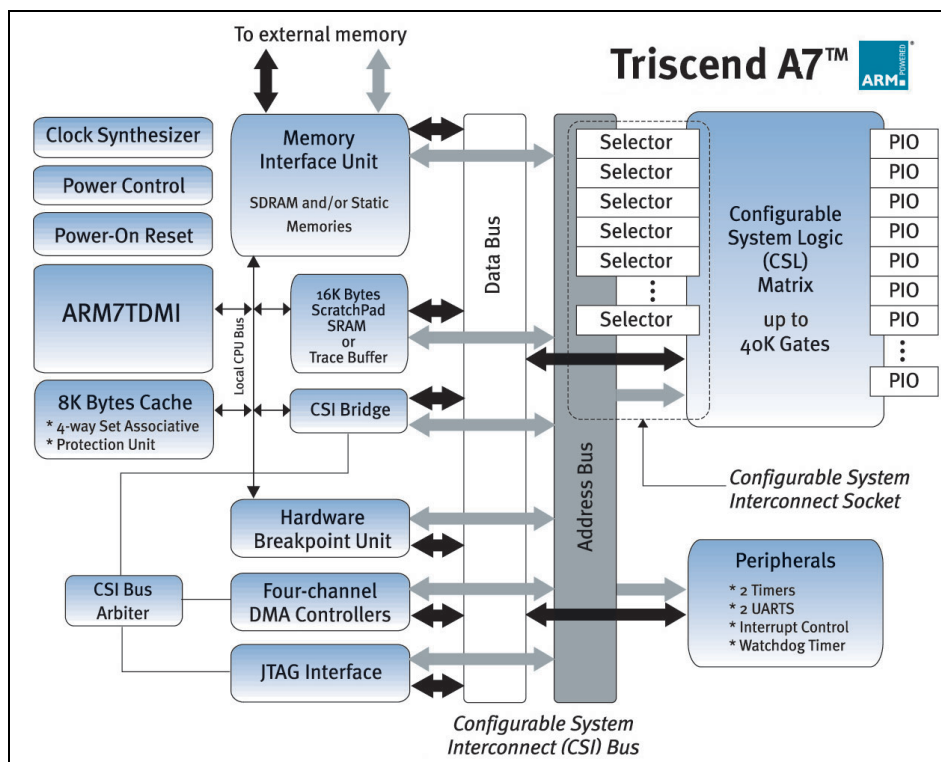 To external memory
Triscend A7™
ARM®
POWERED
Clock Synthesizer
Power Control
Power-On Reset
ARM7TDMI
8K Bytes Cache
* 4-way Set Associative
* Protection Unit
Memory
Interface Unit
SDRAM and/or Static
Memories
Local CPU Bus
16K Bytes
ScratchPad
SRAM
or
Trace Buffer
CSI Bridge
Hardware
Breakpoint Unit
CSI Bus
Arbiter
Four-channel
DMA Controllers
JTAG Interface
Data Bus
Address Bus
Configurable System
Interconnect (CSI) Bus
Selector
Selector
Selector
Selector
Selector
Selector
Configurable
System Logic
(CSL)
Matrix
up to
40K Gates
PIO
PIO
PIO
PIO
PIO
PIO
PIO
PIO
Configurable System
Interconnect Socket
Peripherals
* 2 Timers
* 2 UARTS
* Interrupt Control
* Watchdog Timer